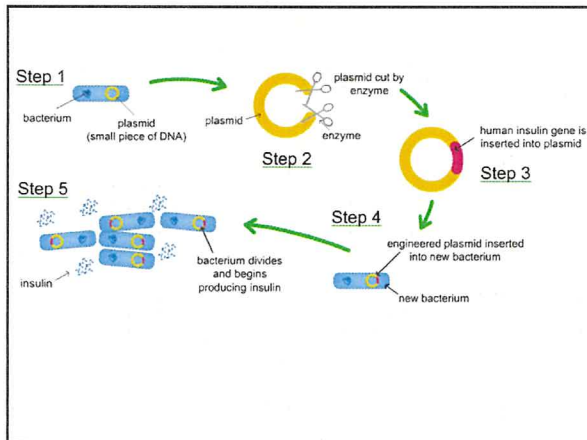 Step 1
bacterium
plasmid
(small piece of DNA)
plasmid
Step 2
enzyme
plasmid cut by
enzyme
human insulin gene is
inserted into plasmid
Step 3
Step 4
engineered plasmid inserted
into new bacterium
new bacterium
Step 5
insulin
bacterium divides
and begins
producing insulin